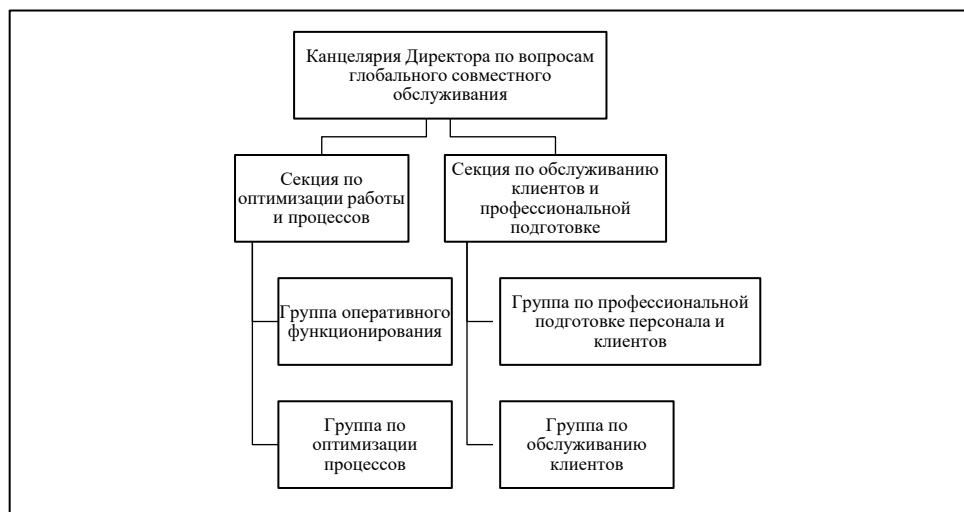 Канцелярия Директора по вопросам
глобального совместного
обслуживания
Секция по
оптимизации работы
и процессов
Секция по обслуживанию
клиентов и
профессиональной
подготовке
Группа оперативного
функционирования
Группа по профессиональной
подготовке персонала и
клиентов
Группа по
оптимизации
процессов
Группа по
обслуживанию
клиентов